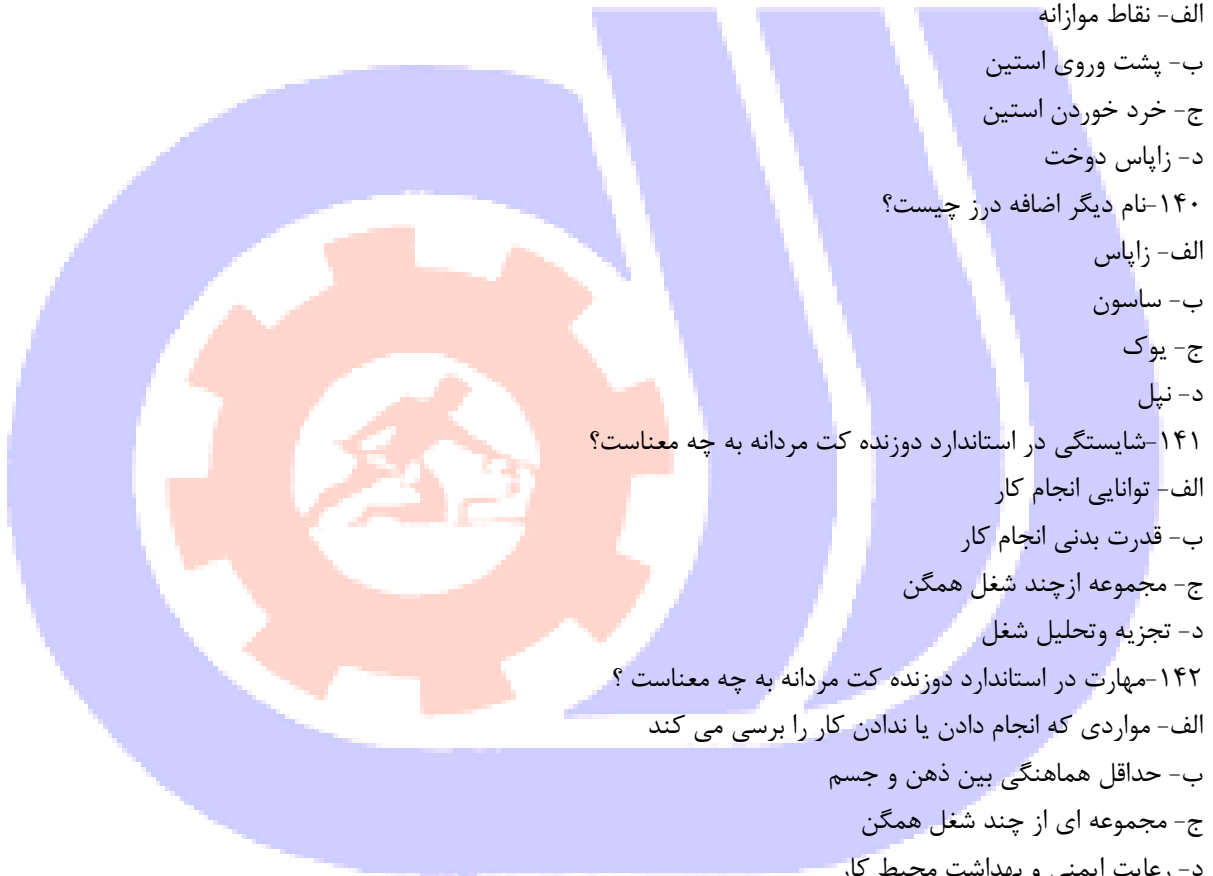 الف- نقاط موازانه
ب- پشت وروی استین
ج- خرد خوردن استین
د- زاپاس دوخت
۱۴۰-نام دیگر اضافه درز چیست؟
الف- زاپاس
ب- ساسون
ج- یوک
د- نپل
۱۴۱-شایستگی در استاندارد دوزنده کت مردانه به چه معناست؟
الف- توانایی انجام کار
ب- قدرت بدنی انجام کار
ج- مجموعه ازچند شغل همگن
د- تجزیه وتحلیل شغل
۱۴۲-مهارت در استاندارد دوزنده کت مردانه به چه معناست ؟
الف- مواردی که انجام دادن یا ندادن کار را برسی می کند
ب- حداقل هماهنگی بین ذهن و جسم
ج- مجموعه ای از چند شغل همگن
د- رعایت ایمنی و بهداشت محیط کار